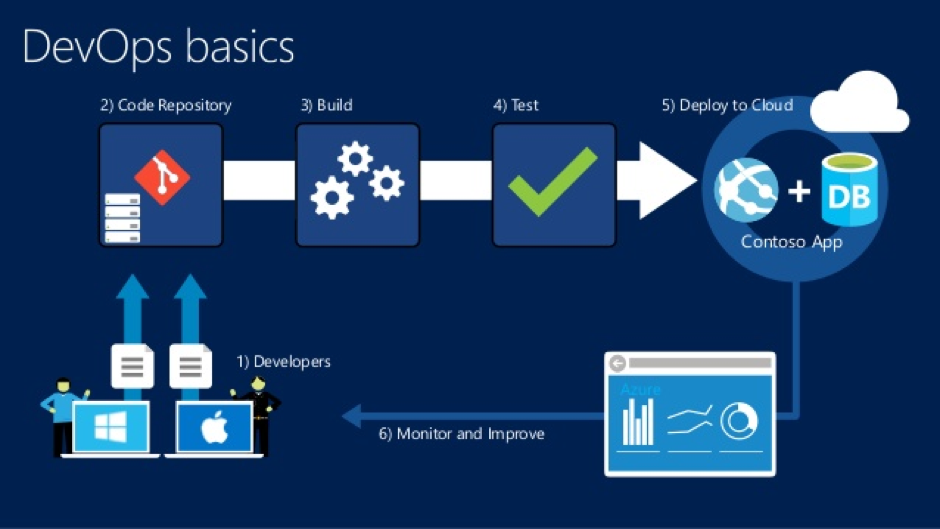 DevOps basics
2) Code Repository
3) Build
4) Test
5) Deploy to Cloud
DB
Contoso App
1) Developers
Azure
6) Monitor and Improve